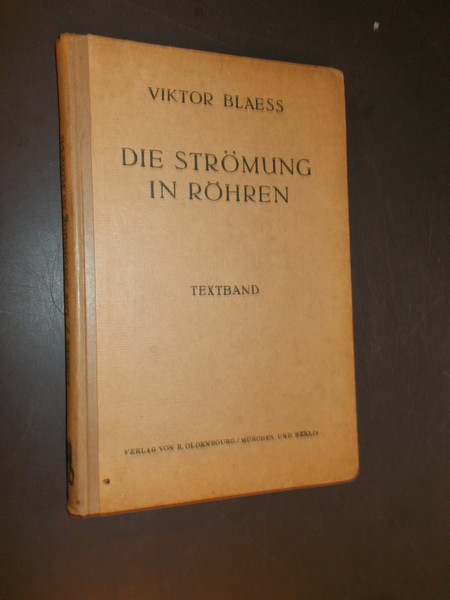 VIKTOR BLAESS
DIE STRÖMUNG
IN RÖHREN
TEXTBAND
VERLAG VON R. OLDENBOURG / MÜNCHEN UND BERLIN